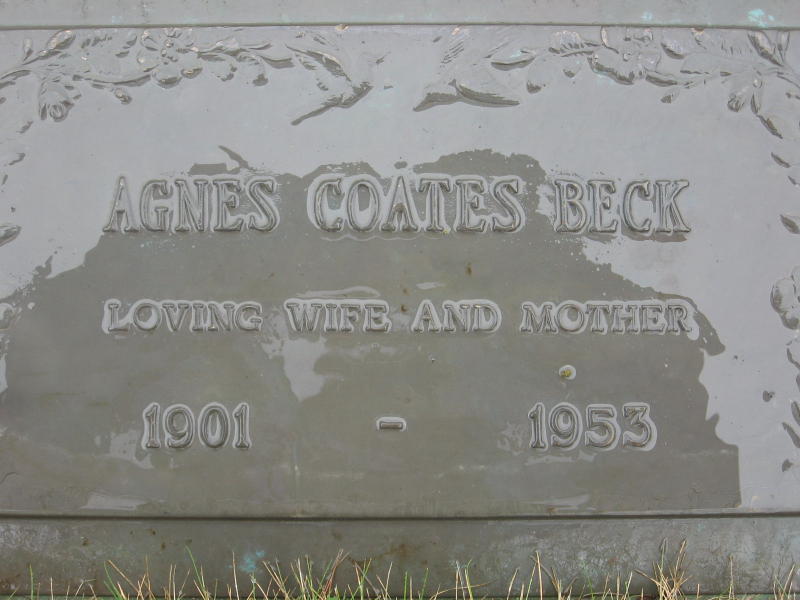 AGNES COATES BECK
LOVING WIFE AND MOTHER
1901 - 1953